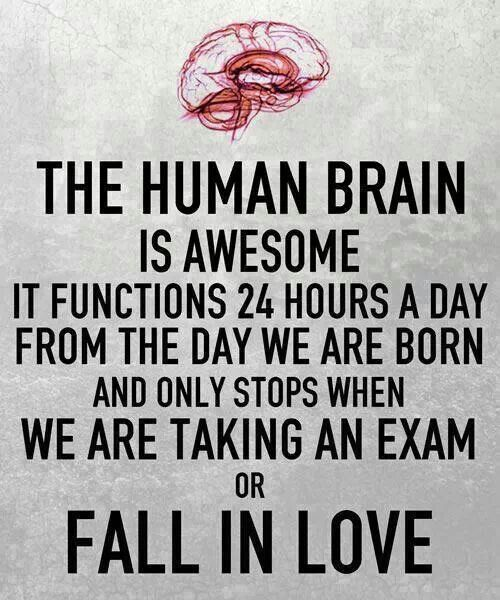 THE HUMAN BRAIN
IS AWESOME
IT FUNCTIONS 24 HOURS A DAY
FROM THE DAY WE ARE BORN
AND ONLY STOPS WHEN
WE ARE TAKING AN EXAM
OR
FALL IN LOVE